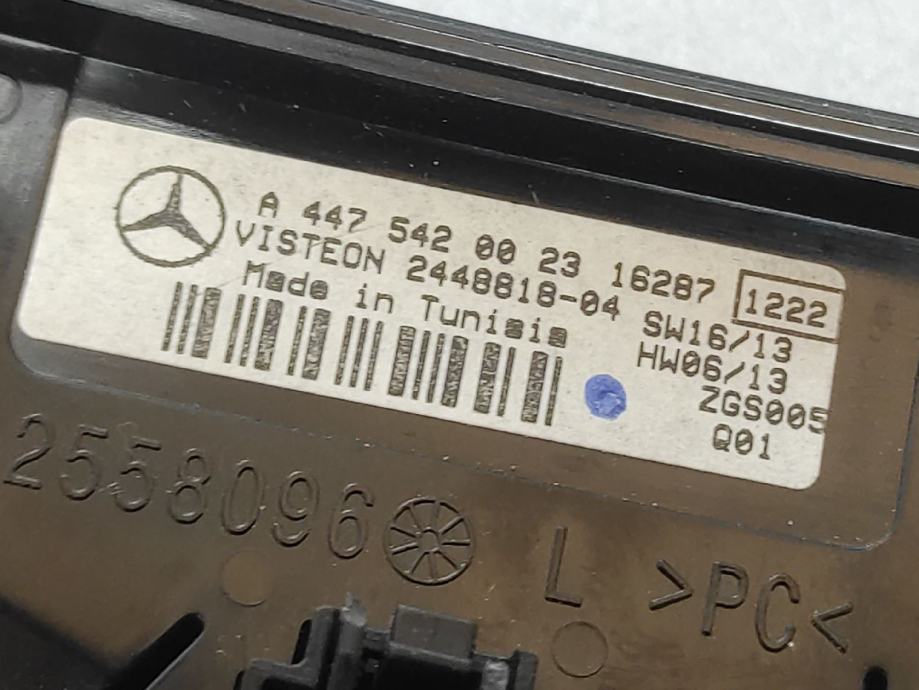 A 447 542 00 23 16287 1222
VISTEON 2448818-04 SW16/13
Made in Tunisia HW06/13
ZGS005
Q01
2558096 L >PC<